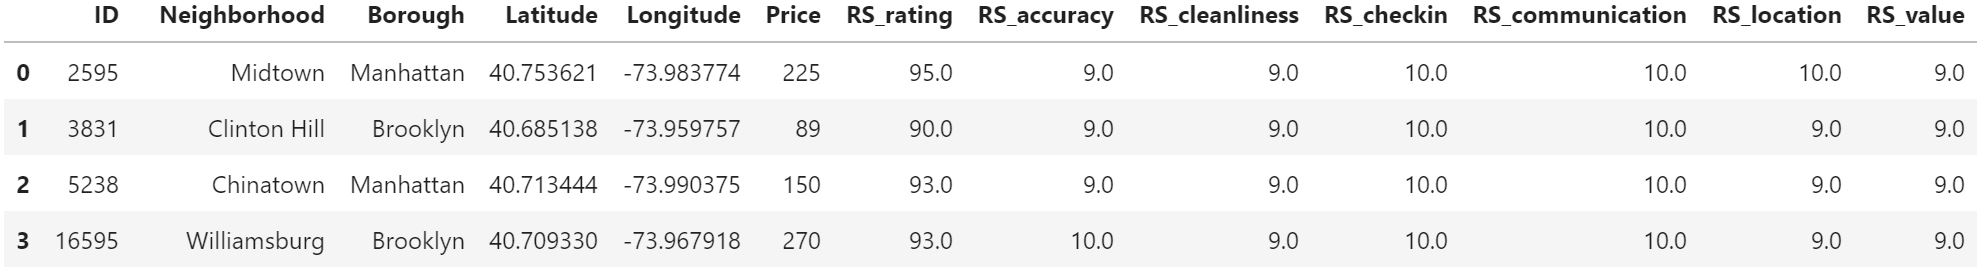 ID Neighborhood Borough Latitude Longitude Price RS_rating RS_accuracy RS_cleanliness RS_checkin RS_communication RS_location RS_value
0 2595 Midtown Manhattan 40.753621 -73.983774 225 95.0 9.0 9.0 10.0 10.0 10.0 9.0
1 3831 Clinton Hill Brooklyn 40.685138 -73.959757 89 90.0 9.0 9.0 10.0 10.0 9.0 9.0
2 5238 Chinatown Manhattan 40.713444 -73.990375 150 93.0 9.0 9.0 10.0 10.0 9.0 9.0
3 16595 Williamsburg Brooklyn 40.709330 -73.967918 270 93.0 10.0 9.0 10.0 10.0 9.0 9.0